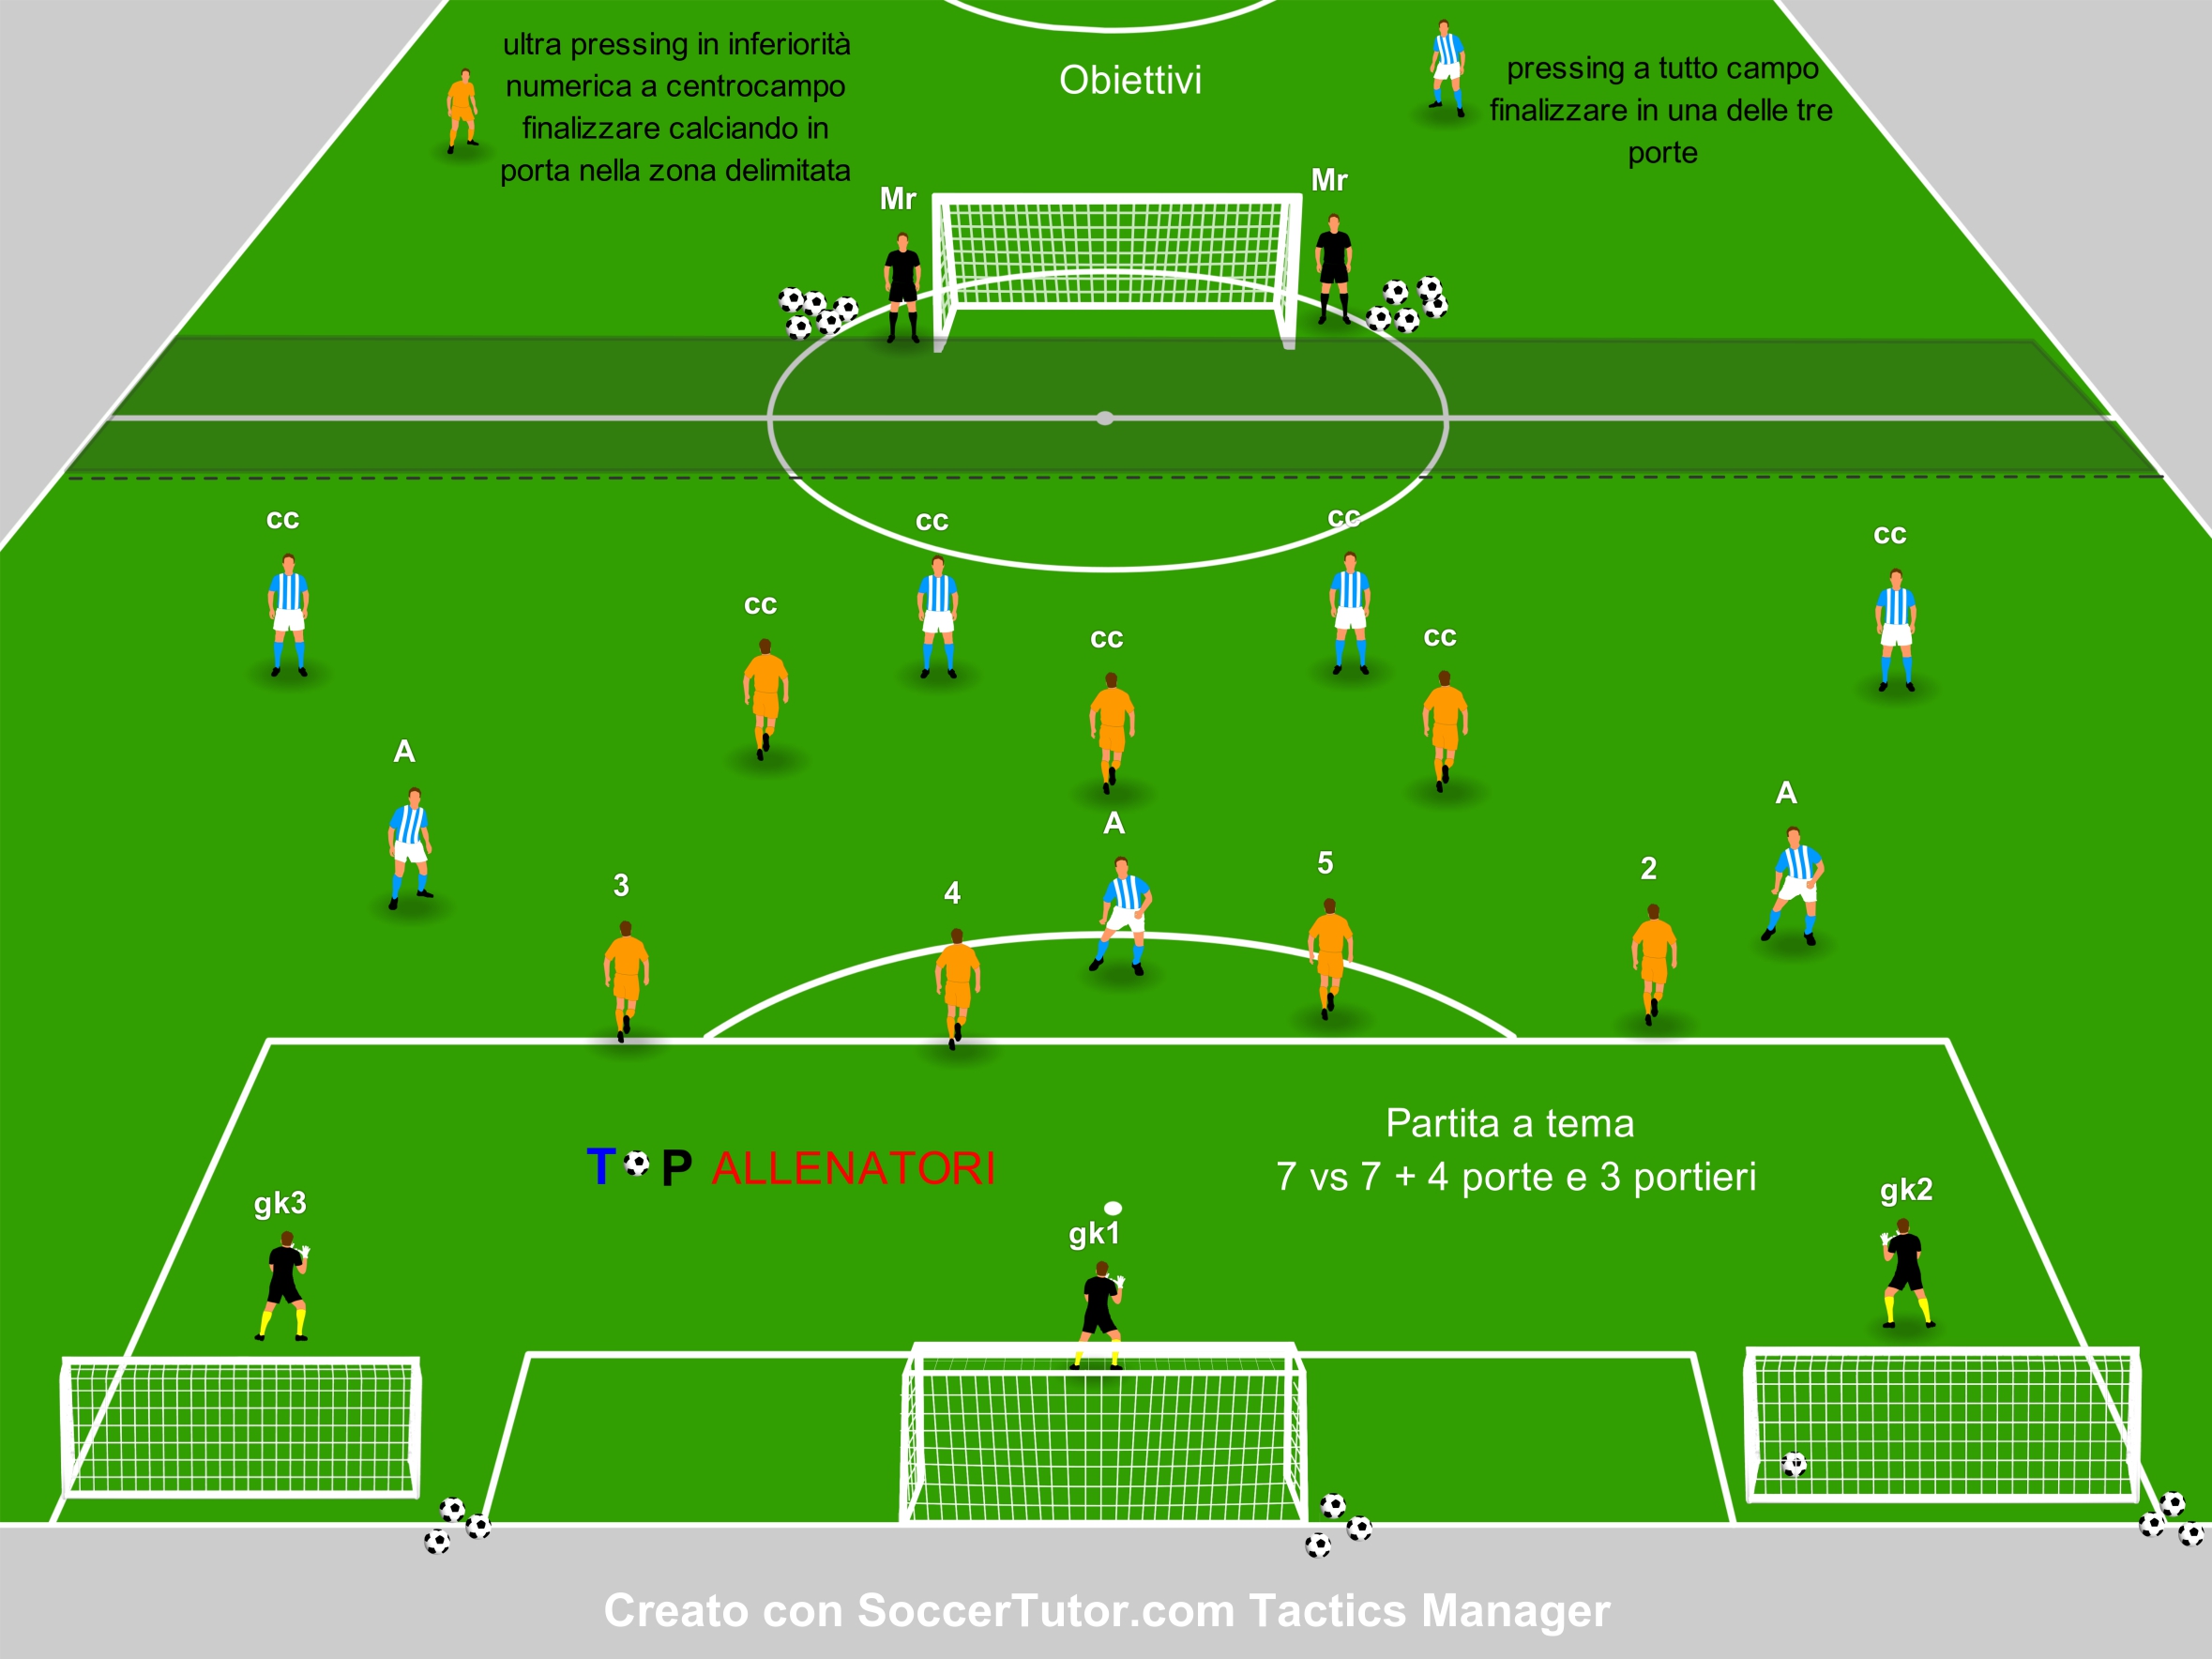 ultra pressing in inferiorità
numerica a centrocampo
finalizzare calciando in
porta nella zona delimitata
Obiettivi
pressing a tutto campo
finalizzare in una delle tre
porte
Mr
Mr
cc
cc
cc
cc
cc
cc
cc
A
A
A
3
4
5
2
Partita a tema
7 vs 7 + 4 porte e 3 portieri
TOP ALLENATORI
gk3
gk1
gk2
Creato con SoccerTutor.com Tactics Manager